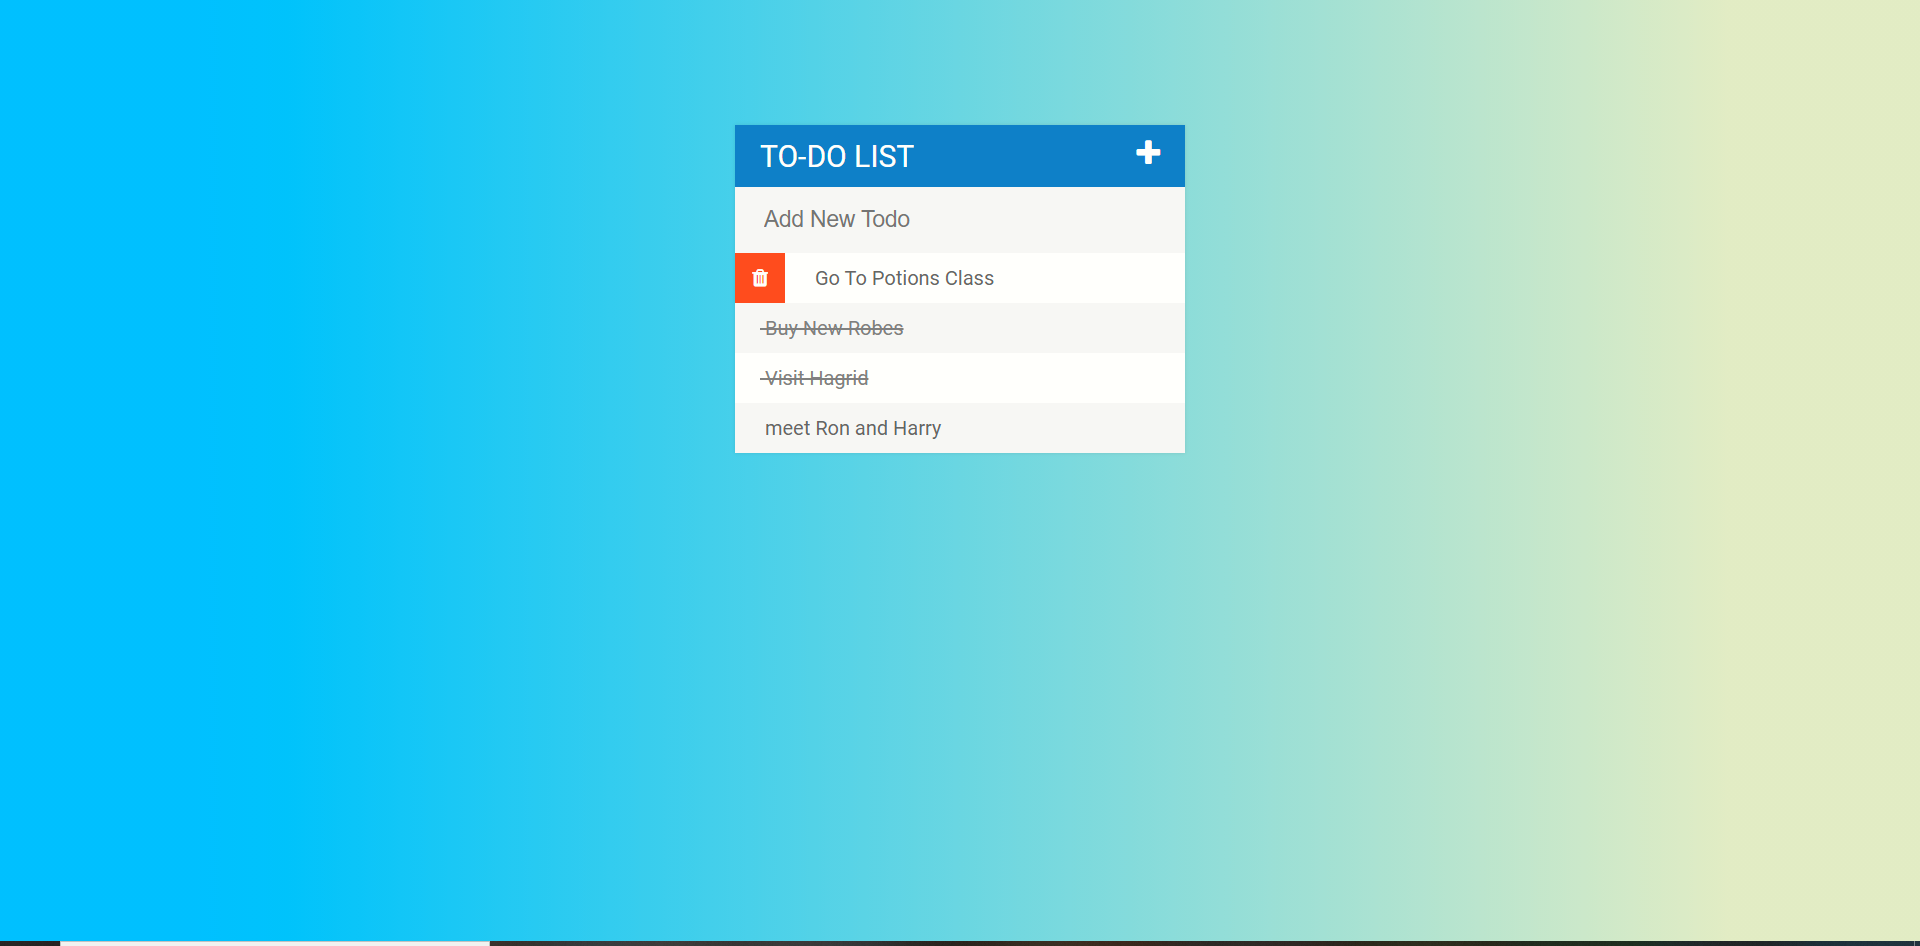 TO-DO LIST
Add New Todo
Go To Potions Class
Buy New Robes
Visit Hagrid
meet Ron and Harry